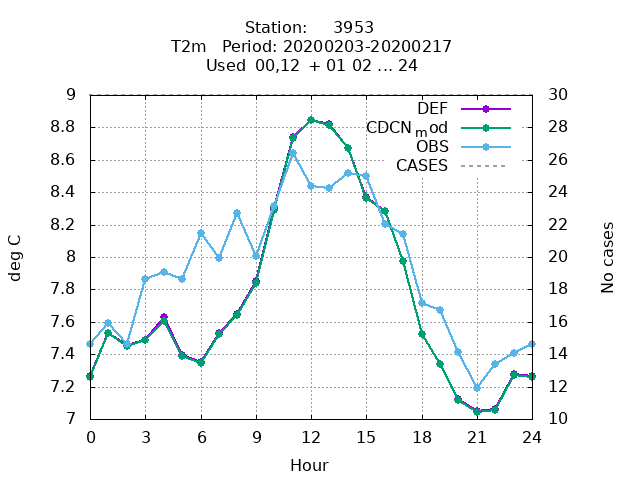 Station: 3953
T2m Period: 20200203-20200217
Used 00,12 + 01 02 ... 24
9 30
DEF
8.8 28
CDCNmod
OBS
8.6 26
CASES
8.4 24
8.2 22
deg C
8 20
No cases
7.8 18
7.6 16
7.4 14
7.2 12
7 10
0 3 6 9 12 15 18 21 24
Hour